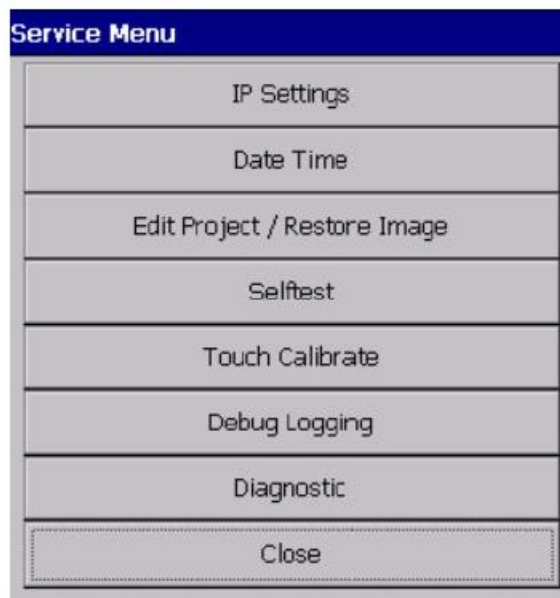 Service Menu
IP Settings
Date Time
Edit Project / Restore Image
Selftest
Touch Calibrate
Debug Logging
Diagnostic
Close